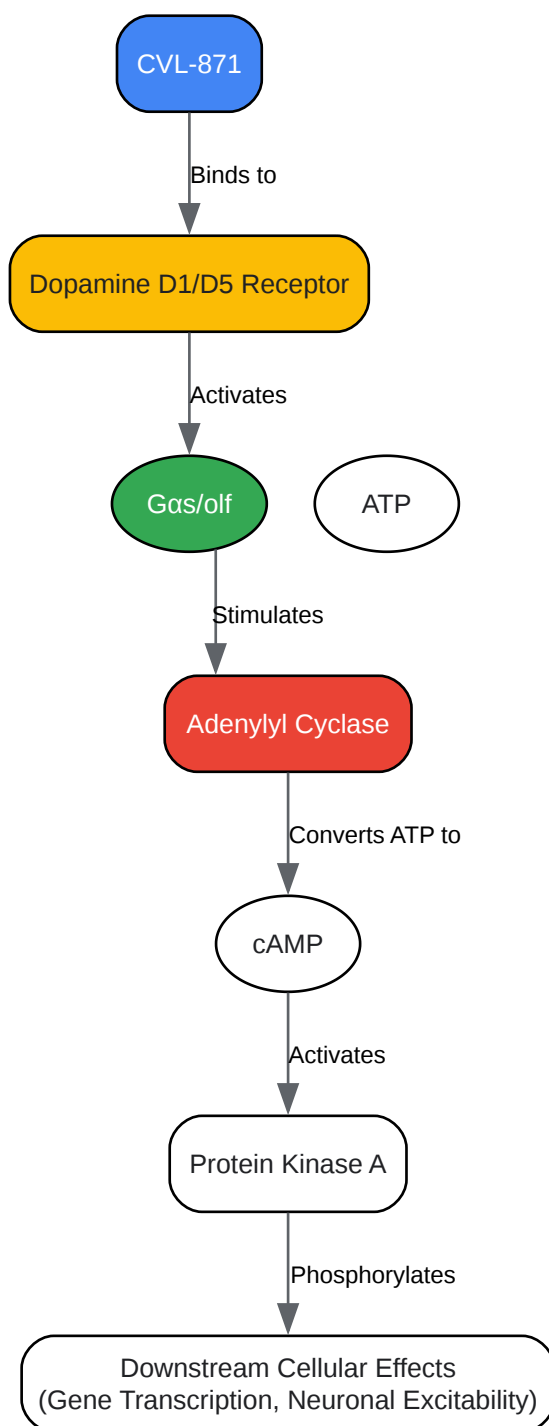 CVL-871
Binds to
Dopamine D1/D5 Receptor
Activates
Gαs/olf
ATP
Stimulates
Adenylyl Cyclase
Converts ATP to
cAMP
Activates
Protein Kinase A
Phosphorylates
Downstream Cellular Effects
(Gene Transcription, Neuronal Excitability)